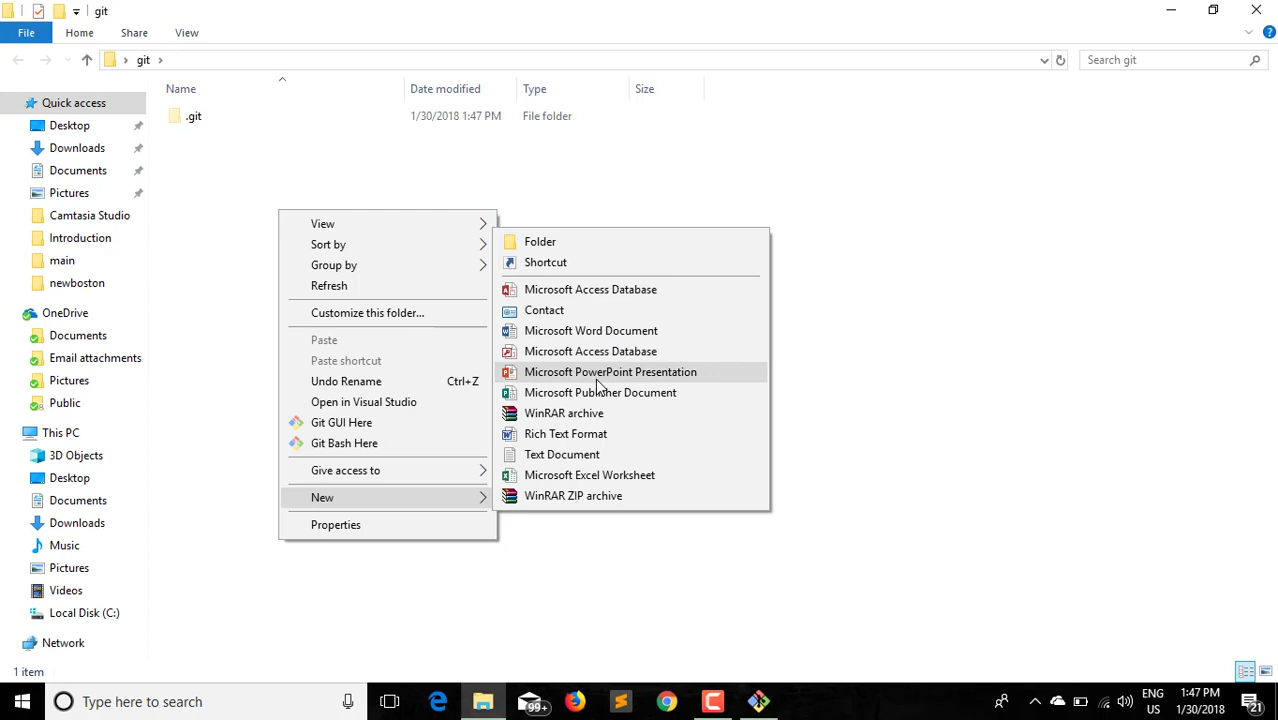 git
File
Home
Share
View
git
Search git
Name
Date modified
Type
Size
.git
1/30/2018 1:47 PM
File folder
Quick access
Desktop
Downloads
Documents
Pictures
Camtasia Studio
Introduction
main
newboston
OneDrive
Documents
Email attachments
Pictures
Public
This PC
3D Objects
Desktop
Documents
Downloads
Music
Pictures
Videos
Local Disk (C:)
Network
View
Sort by
Group by
Refresh
Customize this folder...
Paste
Paste shortcut
Undo Rename Ctrl+Z
Open in Visual Studio
Git GUI Here
Git Bash Here
Give access to
New
Properties
Folder
Shortcut
Microsoft Access Database
Contact
Microsoft Word Document
Microsoft Access Database
Microsoft PowerPoint Presentation
Microsoft Publisher Document
WinRAR archive
Rich Text Format
Text Document
Microsoft Excel Worksheet
WinRAR ZIP archive
1 item
Type here to search
99+
ENG
US
1:47 PM
1/30/2018
21